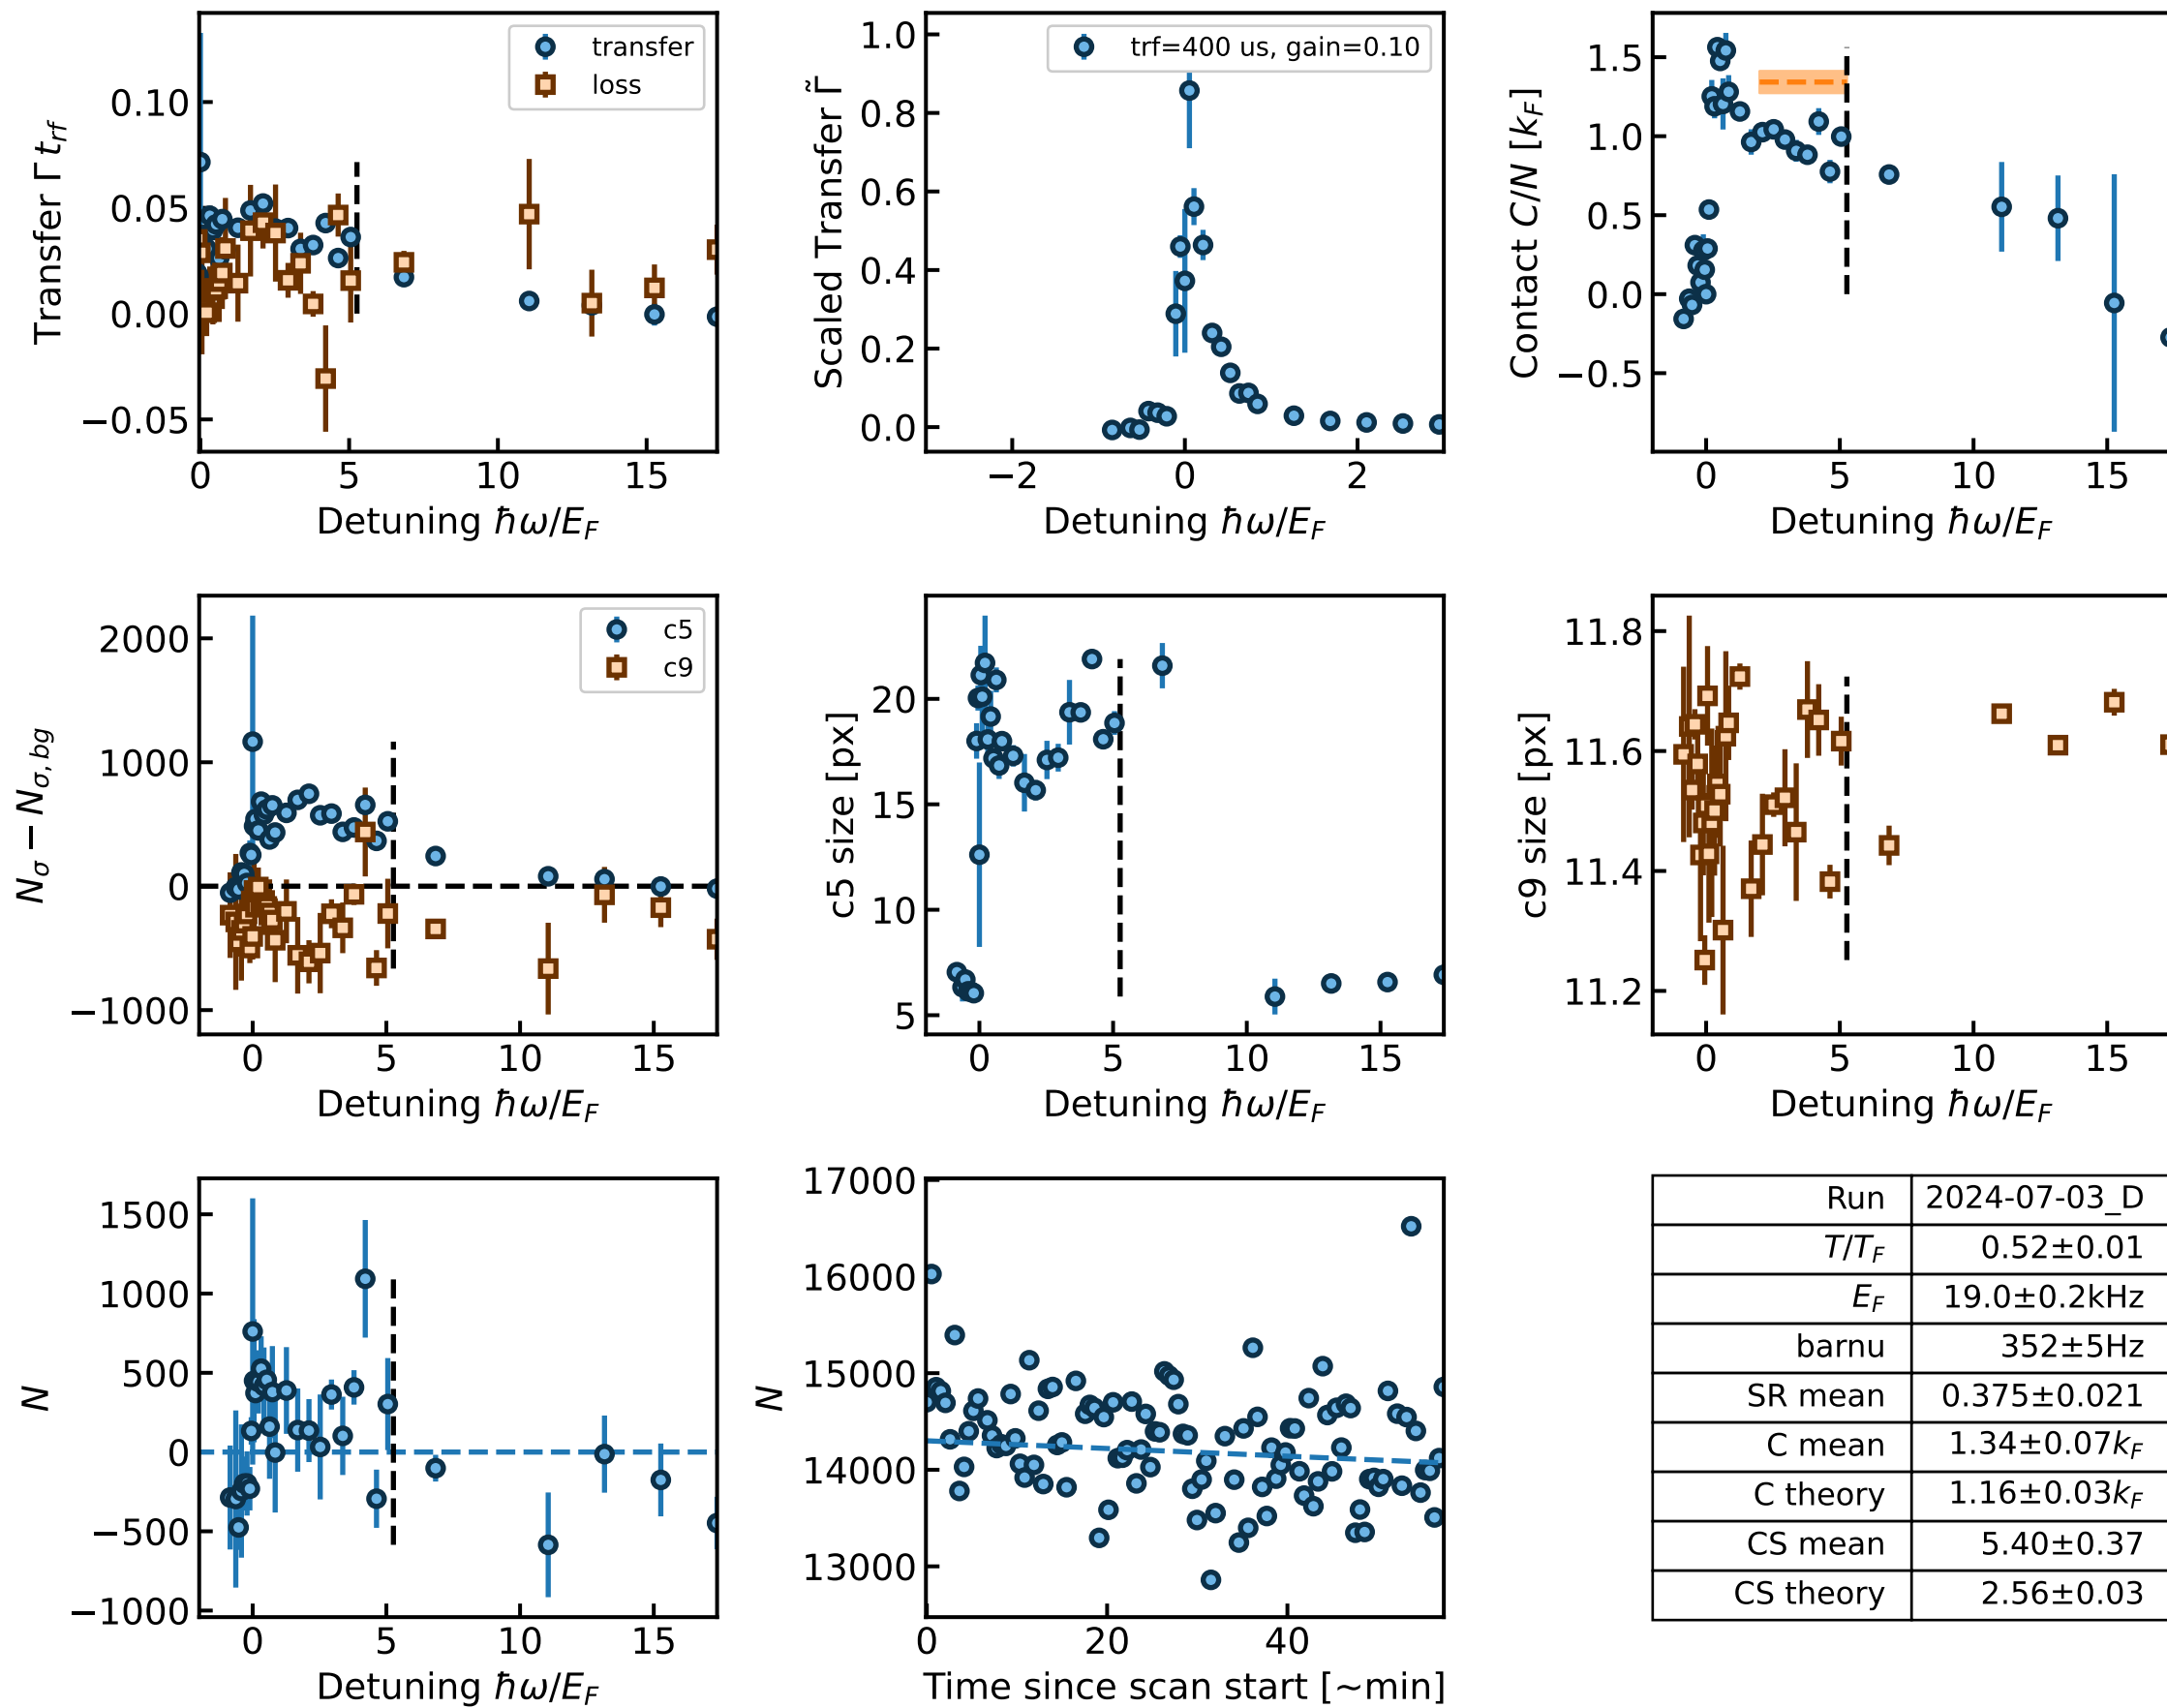 transfer
loss
0.10
0.05
0.00
−0.05
0 5 10 15
Transfer Γ t_rf
Detuning ħω/E_F
trf=400 us, gain=0.10
1.0
0.8
0.6
0.4
0.2
0.0
−2 0 2
Scaled Transfer Γ̃
Detuning ħω/E_F
1.5
1.0
0.5
0.0
−0.5
0 5 10 15
Contact C/N [k_F]
Detuning ħω/E_F
c5
c9
2000
1000
0
−1000
0 5 10 15
N_σ − N_σ,bg
Detuning ħω/E_F
20
15
10
5
0 5 10 15
c5 size [px]
Detuning ħω/E_F
11.8
11.6
11.4
11.2
0 5 10 15
c9 size [px]
Detuning ħω/E_F
1500
1000
500
0
−500
−1000
0 5 10 15
N
Detuning ħω/E_F
17000
16000
15000
14000
13000
0 20 40
N
Time since scan start [~min]
Run 2024-07-03_D
T/T_F 0.52±0.01
E_F 19.0±0.2kHz
barnu 352±5Hz
SR mean 0.375±0.021
C mean 1.34±0.07k_F
C theory 1.16±0.03k_F
CS mean 5.40±0.37
CS theory 2.56±0.03